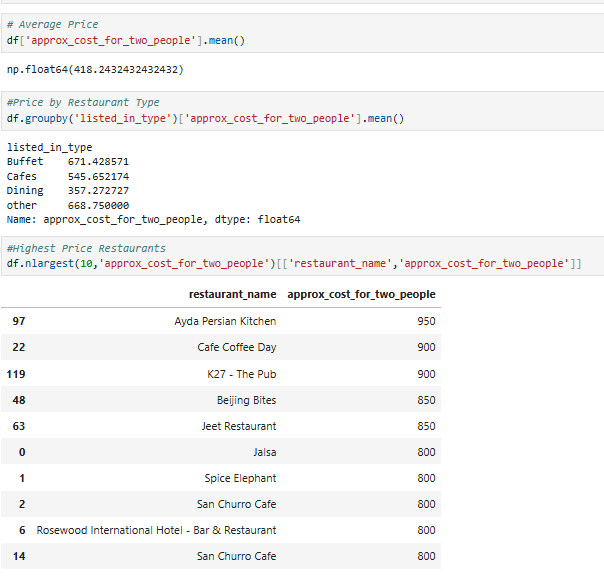 # Average Price
df['approx_cost_for_two_people'].mean()
np.float64(418.2432432432432)
#Price by Restaurant Type
df.groupby('listed_in_type')['approx_cost_for_two_people'].mean()
listed_in_type
Buffet    671.428571
Cafes     545.652174
Dining    357.272727
other     668.750000
Name: approx_cost_for_two_people, dtype: float64
#Highest Price Restaurants
df.nlargest(10,'approx_cost_for_two_people')[['restaurant_name','approx_cost_for_two_people']]
restaurant_name approx_cost_for_two_people
97 Ayda Persian Kitchen 950
22 Cafe Coffee Day 900
119 K27 - The Pub 900
48 Beijing Bites 850
63 Jeet Restaurant 850
0 Jalsa 800
1 Spice Elephant 800
2 San Churro Cafe 800
6 Rosewood International Hotel - Bar & Restaurant 800
14 San Churro Cafe 800